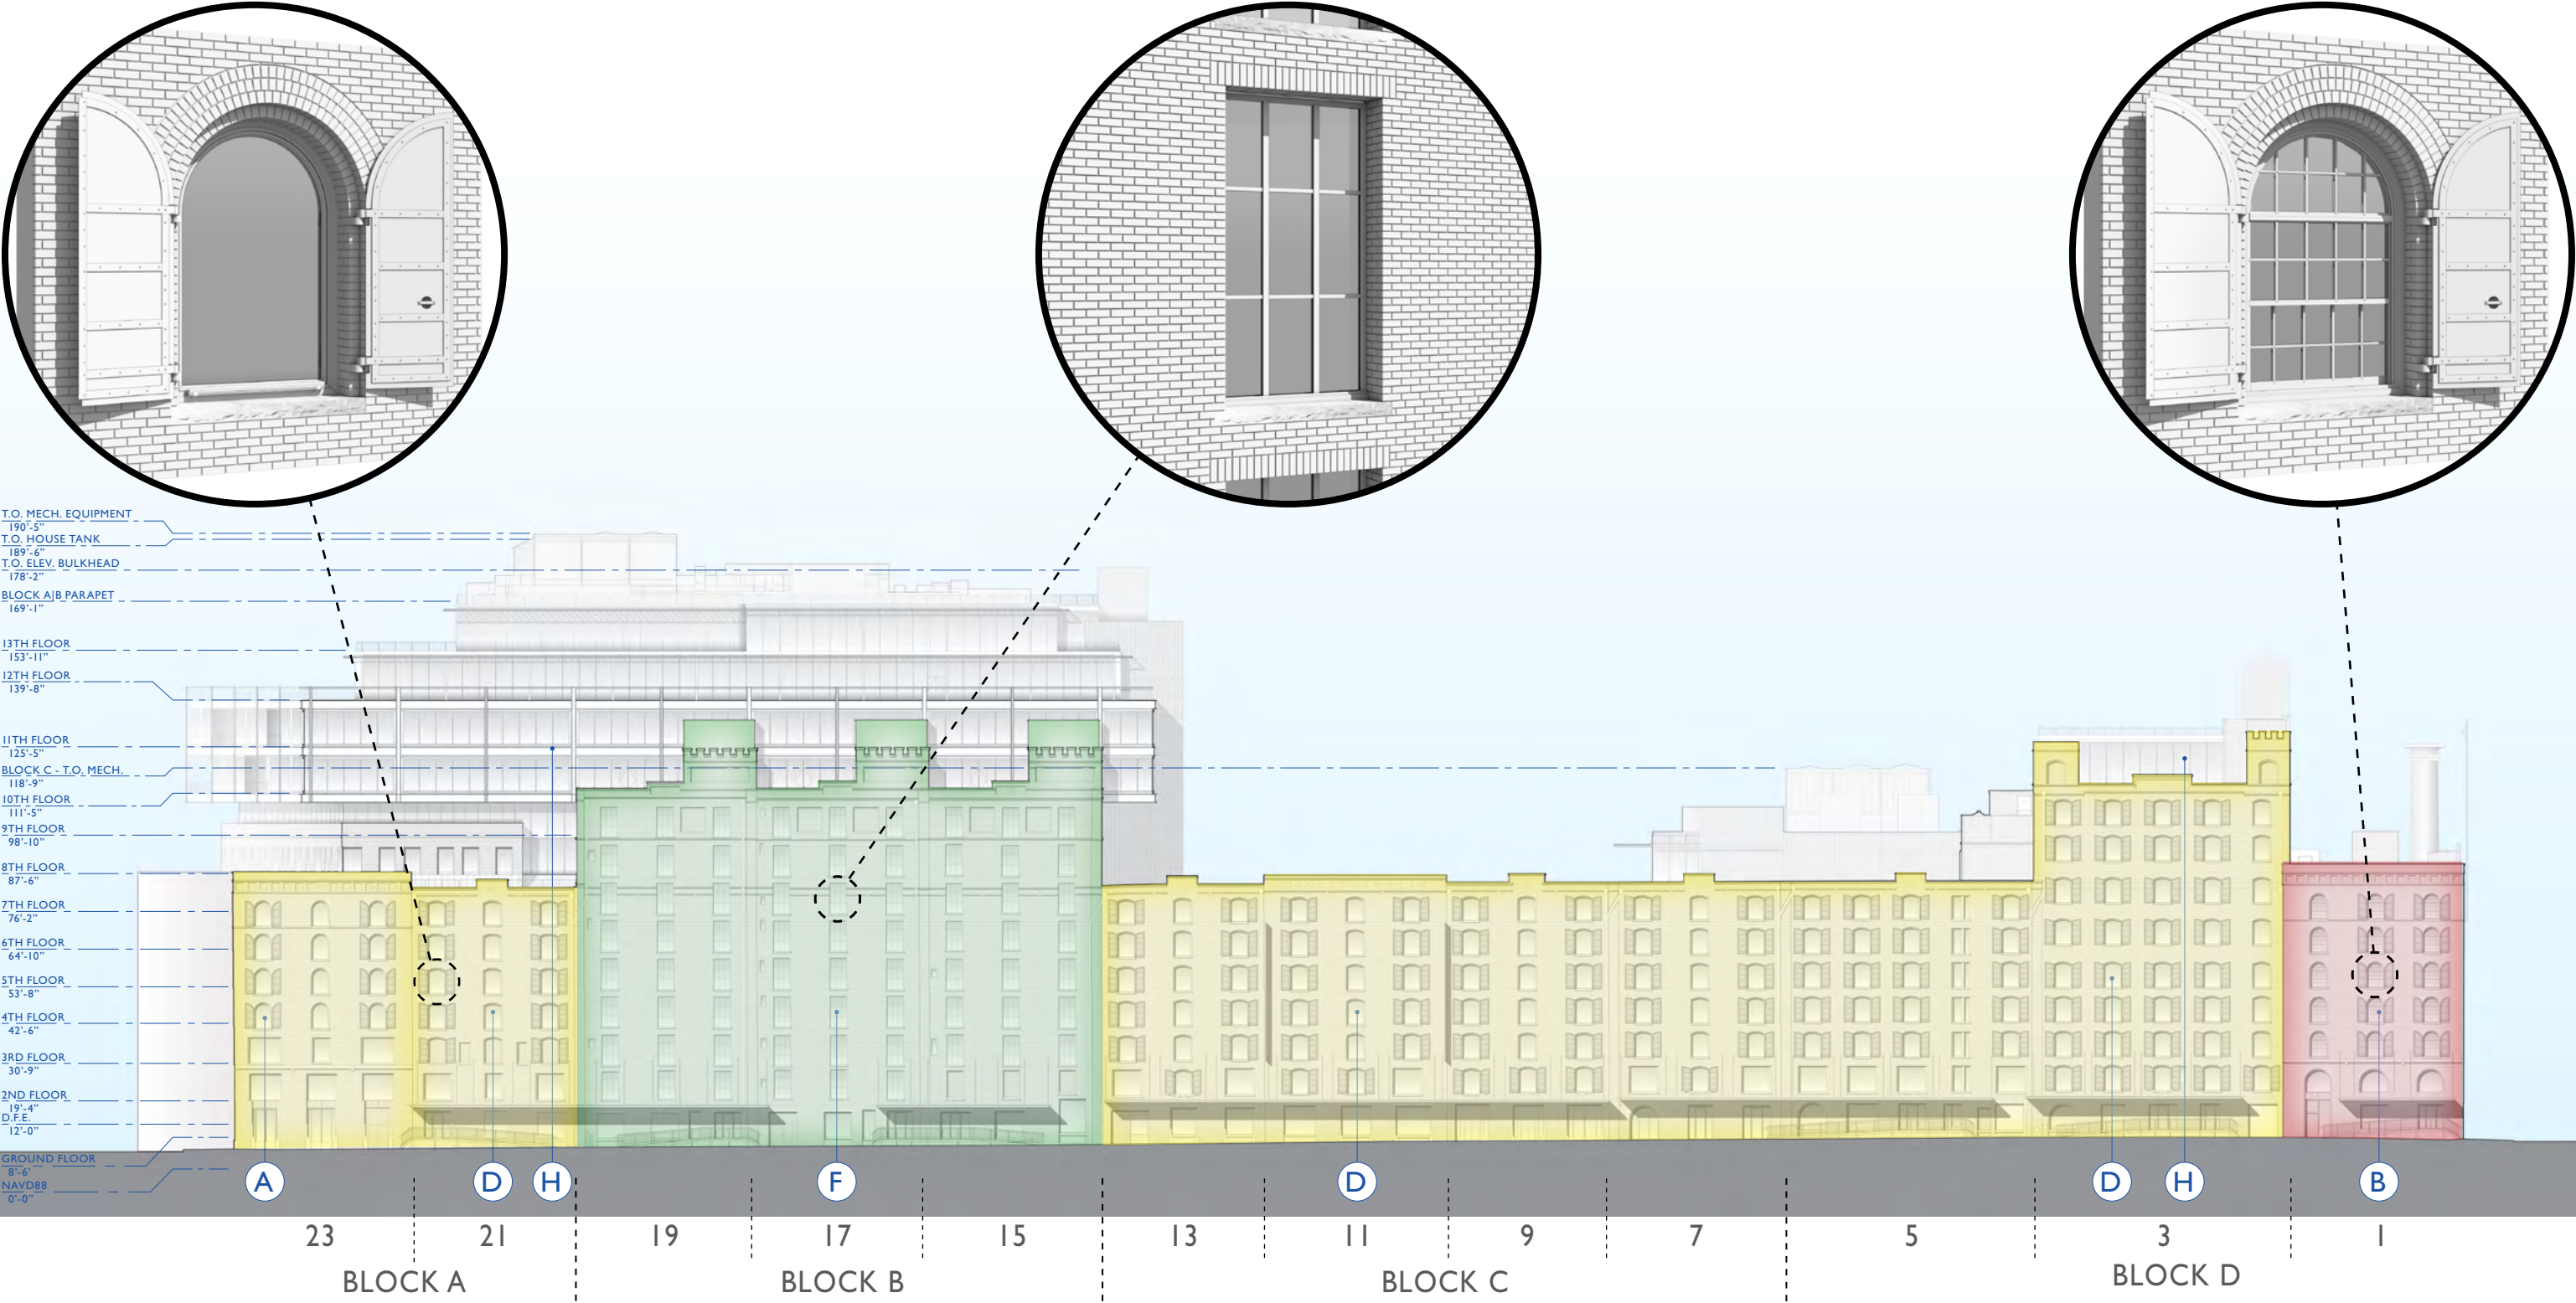 T.O. MECH. EQUIPMENT
190'-5"
T.O. HOUSE TANK
189'-6"
T.O. ELEV. BULKHEAD
178'-2"
BLOCK A|B PARAPET
169'-1"
13TH FLOOR
153'-11"
12TH FLOOR
139'-8"
11TH FLOOR
125'-5"
BLOCK C - T.O. MECH.
118'-9"
10TH FLOOR
111'-5"
9TH FLOOR
98'-10"
8TH FLOOR
87'-6"
7TH FLOOR
76'-2"
6TH FLOOR
64'-10"
5TH FLOOR
53'-8"
4TH FLOOR
42'-6"
3RD FLOOR
30'-9"
2ND FLOOR
19'-4"
D.F.E.
12'-0"
GROUND FLOOR
8'-6'
NAVD88
0'-0"
A D H F D D H B
23 21 19 17 15 13 11 9 7 5 3 1
BLOCK A BLOCK B BLOCK C BLOCK D